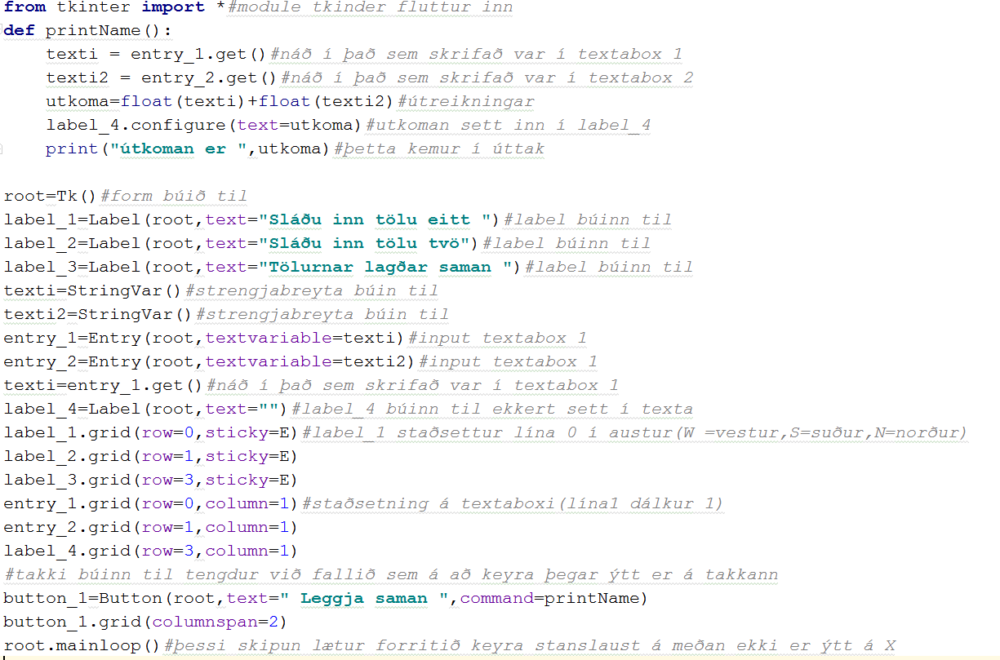 from tkinter import *#module tkinder fluttur inn
def printName():
    texti = entry_1.get()#náð í það sem skrifað var í textabox 1
    texti2 = entry_2.get()#náð í það sem skrifað var í textabox 2
    utkoma=float(texti)+float(texti2)#útreikningar
    label_4.configure(text=utkoma)#utkoman sett inn í label_4
    print("útkoman er ",utkoma)#þetta kemur í úttak

root=Tk()#form búið til
label_1=Label(root,text="Sláðu inn tölu eitt ")#label búinn til
label_2=Label(root,text="Sláðu inn tölu tvö")#label búinn til
label_3=Label(root,text="Tölurnar lagðar saman ")#label búinn til
texti=StringVar()#strengjabreyta búin til
texti2=StringVar()#strengjabreyta búin til
entry_1=Entry(root,textvariable=texti)#input textabox 1
entry_2=Entry(root,textvariable=texti2)#input textabox 1
texti=entry_1.get()#náð í það sem skrifað var í textabox 1
label_4=Label(root,text="")#label_4 búinn til ekkert sett í texta
label_1.grid(row=0,sticky=E)#label_1 staðsettur lína 0 í austur(W =vestur,S=suður,N=norður)
label_2.grid(row=1,sticky=E)
label_3.grid(row=3,sticky=E)
entry_1.grid(row=0,column=1)#staðsetning á textaboxi(lína1 dálkur 1)
entry_2.grid(row=1,column=1)
label_4.grid(row=3,column=1)
#takki búinn til tengdur við fallið sem á að keyra þegar ýtt er á takkann
button_1=Button(root,text=" Leggja saman ",command=printName)
button_1.grid(columnspan=2)
root.mainloop()#þessi skipun lætur forritið keyra stanslaust á meðan ekki er ýtt á X